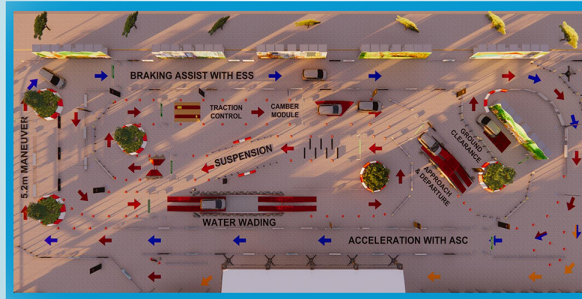 BRAKING ASSIST WITH ESS
TRACTION
CONTROL
CAMBER
MODULE
5.2m MANEUVER
SUSPENSION
GROUND
CLEARANCE
APPROACH
& DEPARTURE
WATER WADING
ACCELERATION WITH ASC